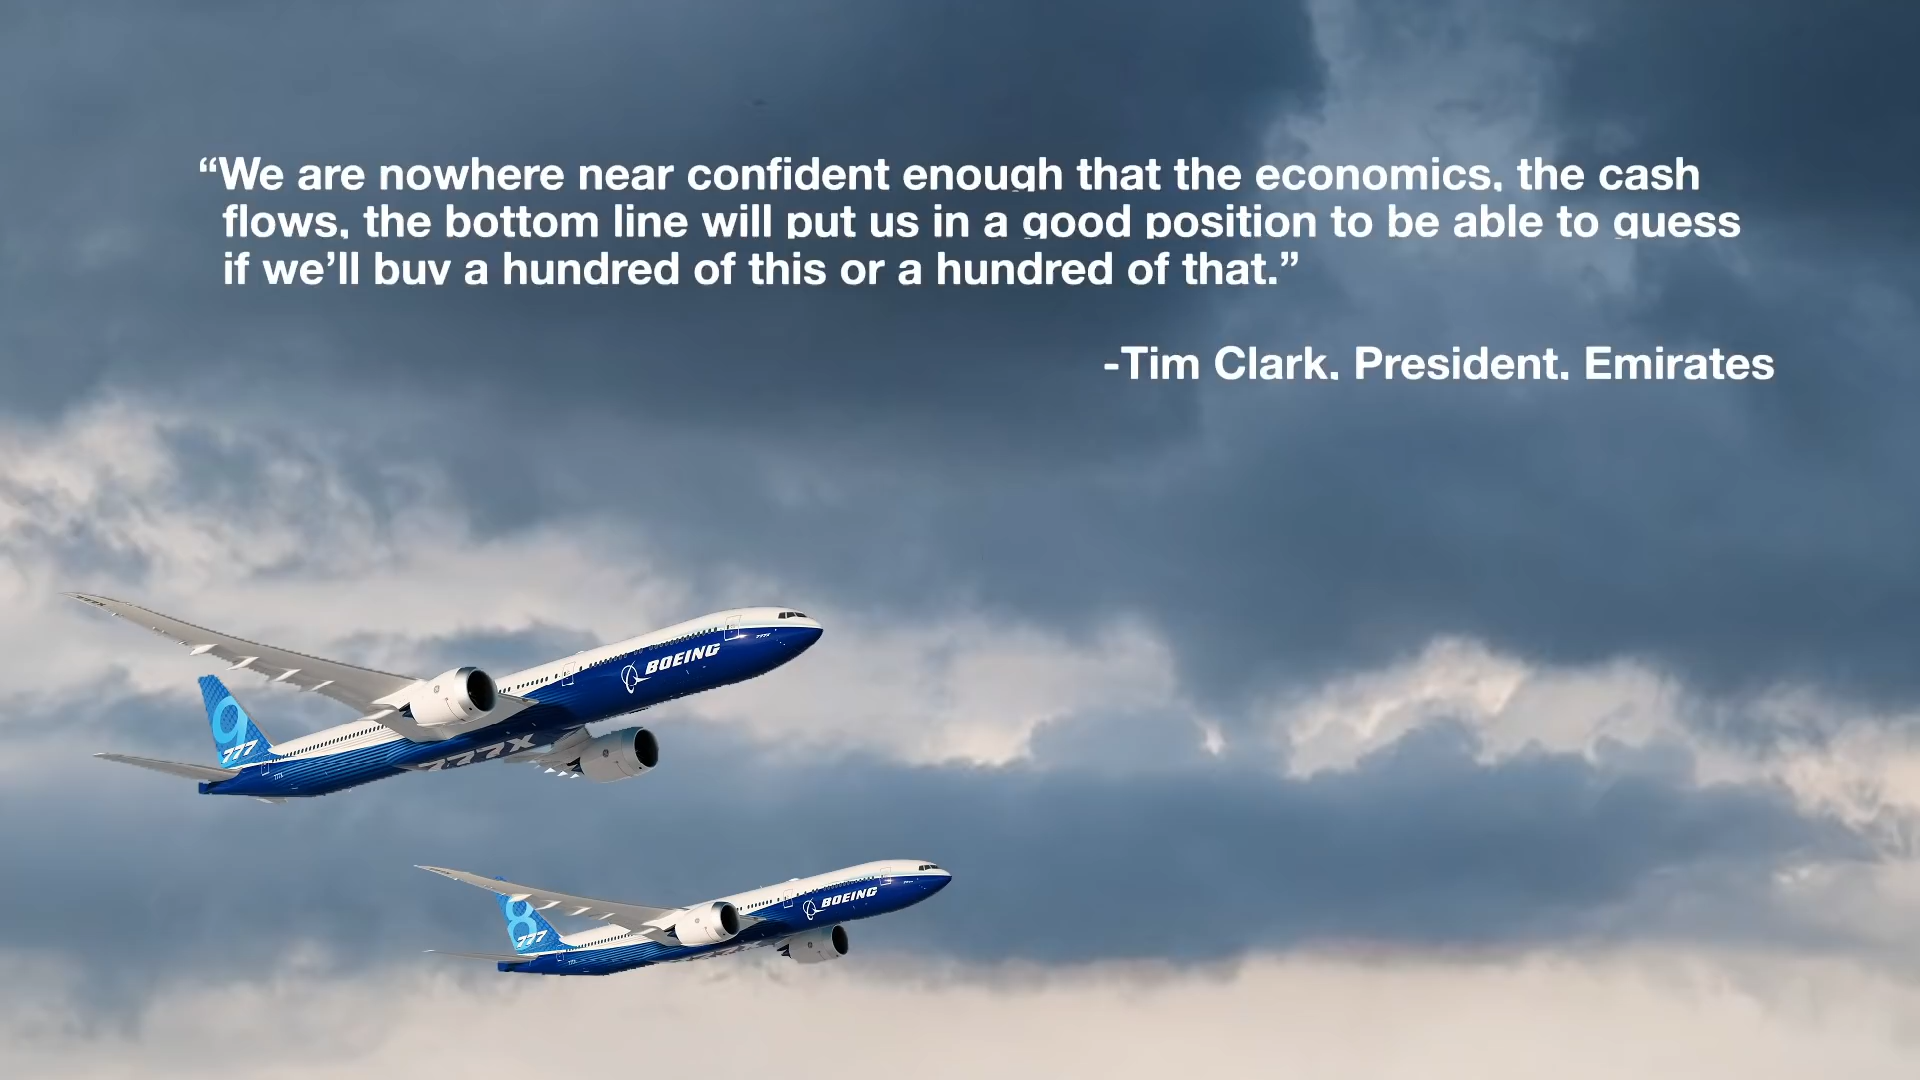 “We are nowhere near confident enough that the economics, the cash
flows, the bottom line will put us in a good position to be able to guess
if we’ll buy a hundred of this or a hundred of that.”
-Tim Clark, President, Emirates
BOEING
9
777
777X
BOEING
8
777